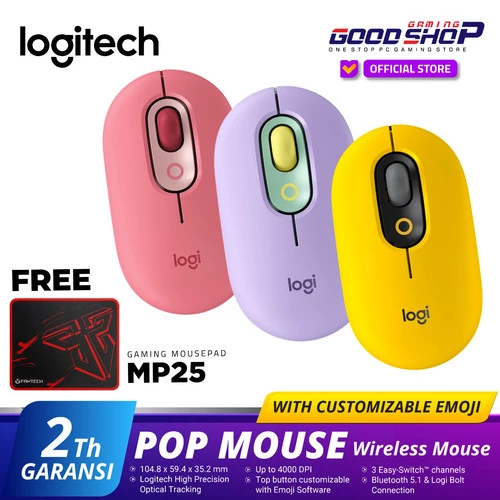 logitech
GAMING
GOODSHOP
ONE STOP PC GAMING STORE
OFFICIAL STORE
logi
logi
logi
FREE
FANTECH
GAMING MOUSEPAD
MP25
WITH CUSTOMIZABLE EMOJI
2Th
GARANSI
POP MOUSE Wireless Mouse
• 104.8 x 59.4 x 35.2 mm
• Logitech High Precision
Optical Tracking
• Up to 4000 DPI
• Top button customizable
with Emoji Software
• 3 Easy-Switch™ channels
• Bluetooth 5.1 & Logi Bolt
Connection